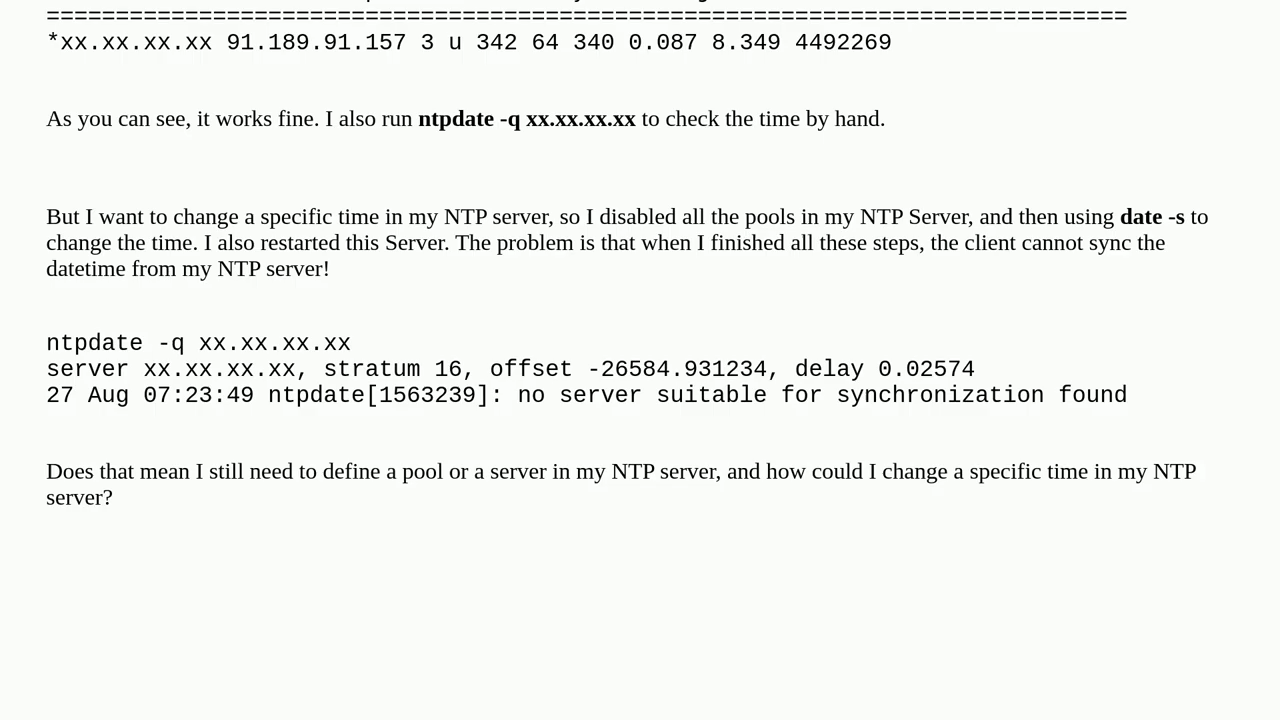 ================================================================================
*xx.xx.xx.xx 91.189.91.157 3 u 342 64 340 0.087 8.349 4492269
As you can see, it works fine. I also run ntpdate -q xx.xx.xx.xx to check the time by hand.
But I want to change a specific time in my NTP server, so I disabled all the pools in my NTP Server, and then using date -s to
change the time. I also restarted this Server. The problem is that when I finished all these steps, the client cannot sync the
datetime from my NTP server!
ntpdate -q xx.xx.xx.xx
server xx.xx.xx.xx, stratum 16, offset -26584.931234, delay 0.02574
27 Aug 07:23:49 ntpdate[1563239]: no server suitable for synchronization found
Does that mean I still need to define a pool or a server in my NTP server, and how could I change a specific time in my NTP
server?